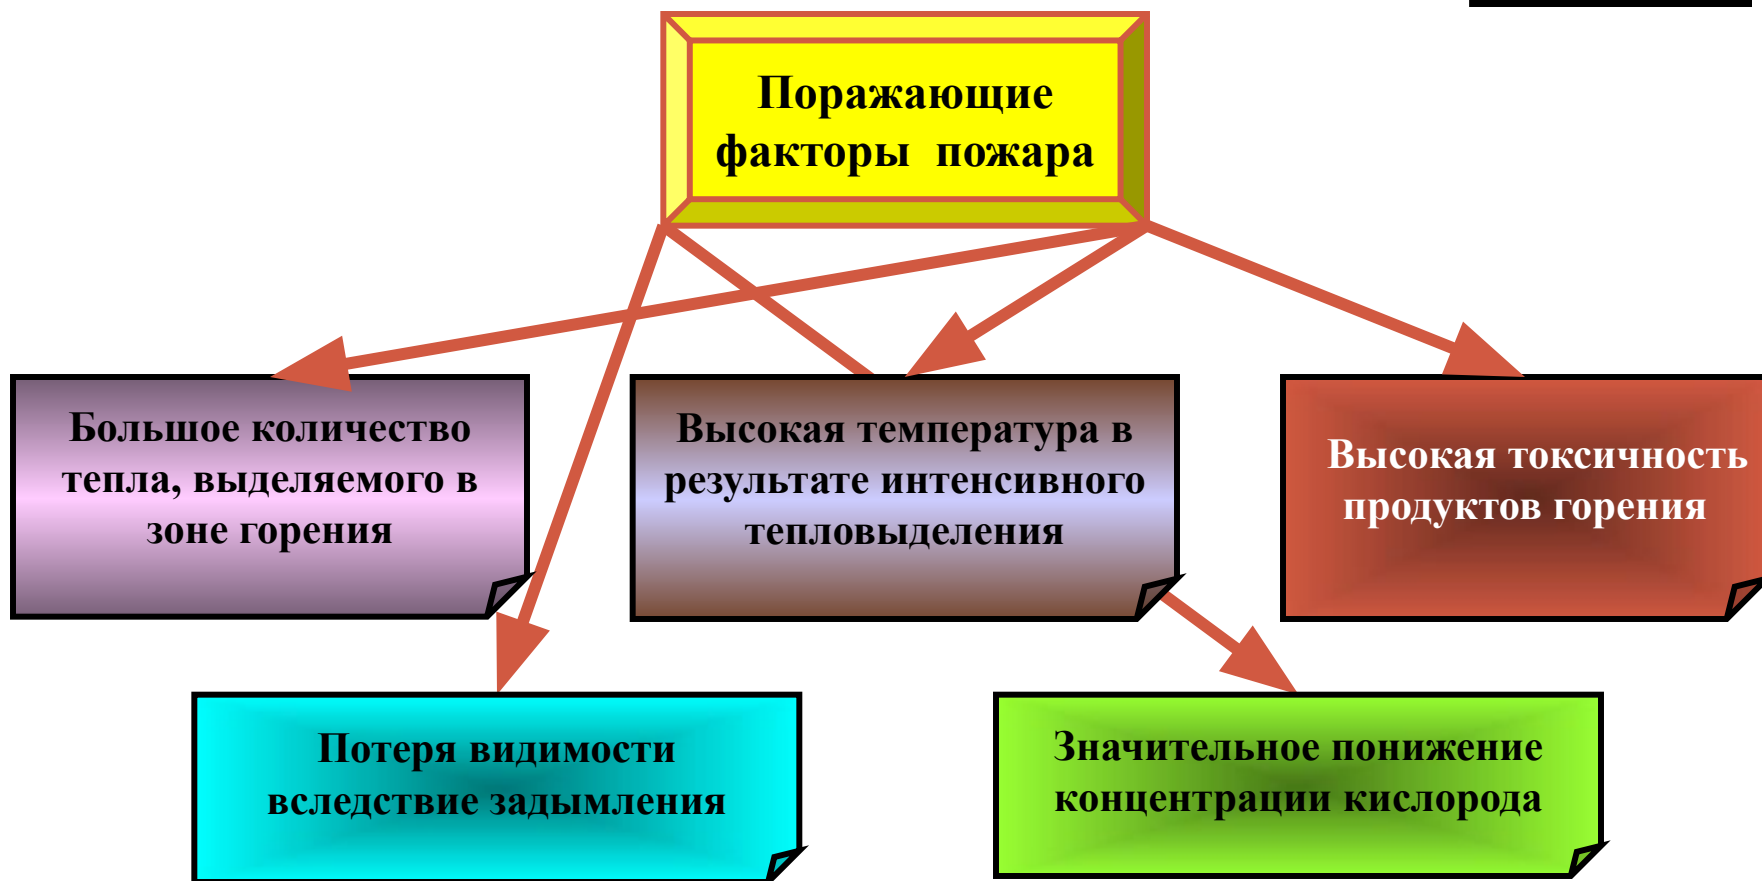 Поражающие
факторы пожара
Большое количество
тепла, выделяемого в
зоне горения
Высокая температура в
результате интенсивного
тепловыделения
Высокая токсичность
продуктов горения
Потеря видимости
вследствие задымления
Значительное понижение
концентрации кислорода